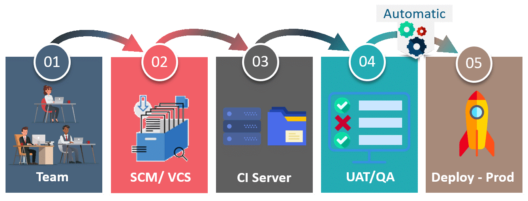 Automatic
01
02
03
04
05
Team
SCM/ VCS
CI Server
UAT/QA
Deploy - Prod